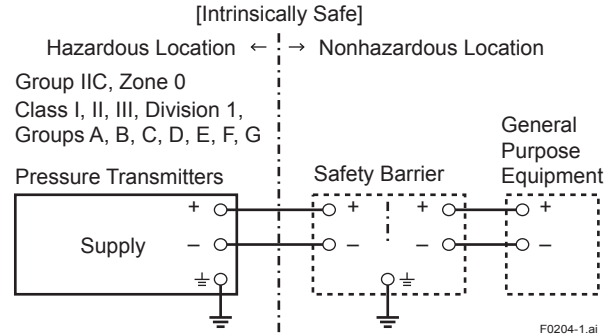 [Intrinsically Safe]
Hazardous Location ← → Nonhazardous Location
Group IIC, Zone 0
Class I, II, III, Division 1,
Groups A, B, C, D, E, F, G
General
Purpose
Equipment
Pressure Transmitters
Safety Barrier
+ + + +
Supply
– – – –
F0204-1.ai